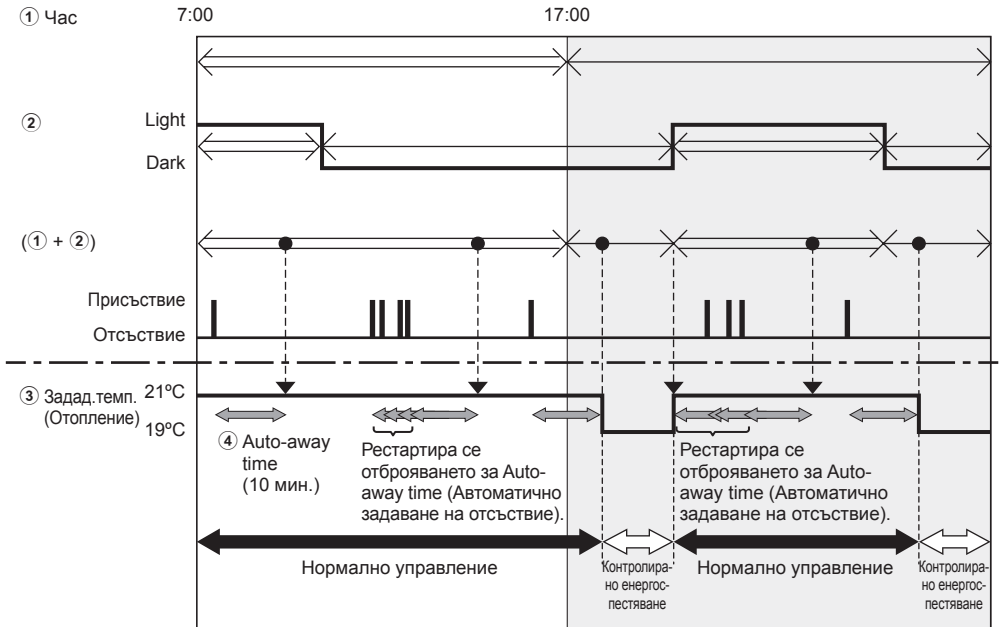 ① Час 7:00 17:00
② Light
Dark
(① + ②)
Присъствие
Отсъствие
③ Задад.темп. 21ºC
(Отопление)
19ºC
④ Auto-away
time
(10 мин.)
Рестартира се
отброяването за Auto-
away time (Автоматично
задаване на отсъствие).
Рестартира се
отброяването за Auto-
away time (Автоматично
задаване на отсъствие).
Нормално управление
Контролира-
но енергос-
пестяване
Нормално управление
Контролира-
но енергос-
пестяване